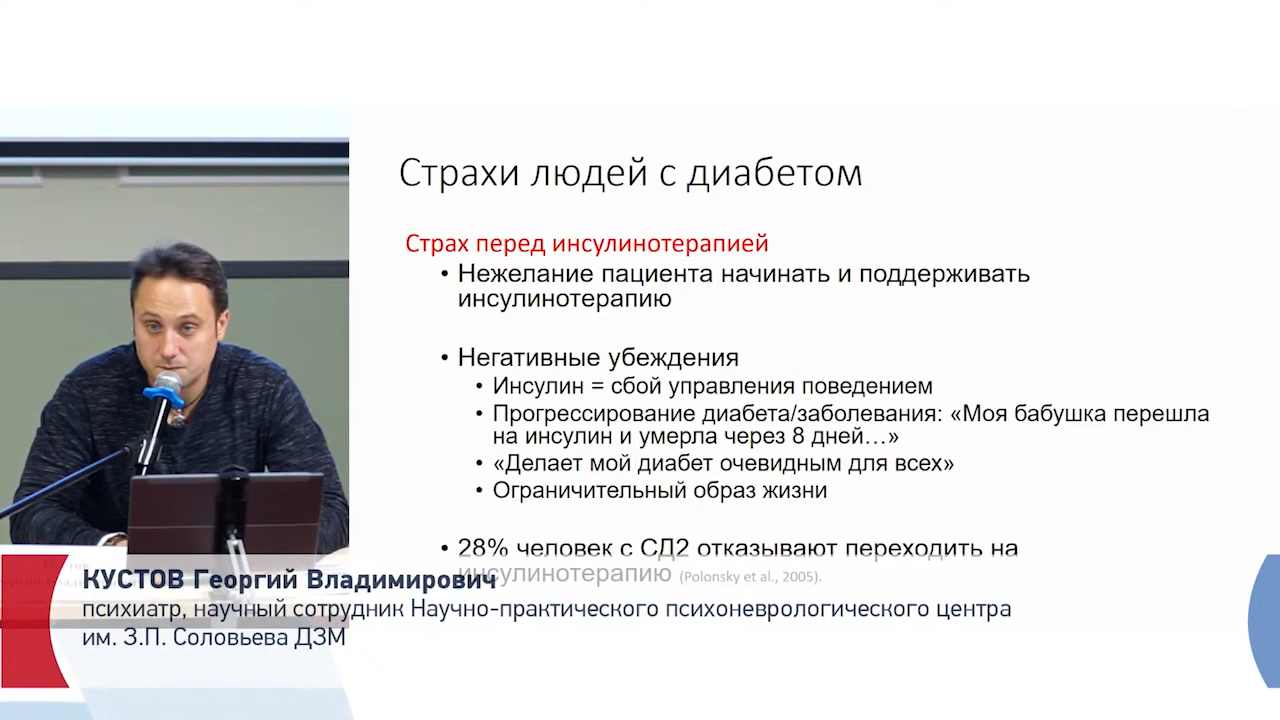 Страхи людей с диабетом
Страх перед инсулинотерапией
• Нежелание пациента начинать и поддерживать
инсулинотерапию
• Негативные убеждения
• Инсулин = сбой управления поведением
• Прогрессирование диабета/заболевания: «Моя бабушка перешла
на инсулин и умерла через 8 дней…»
• «Делает мой диабет очевидным для всех»
• Ограничительный образ жизни
• 28% человек с СД2 отказывают переходить на
инсулинотерапию (Polonsky et al., 2005).
КУСТОВ Георгий Владимирович
психиатр, научный сотрудник Научно-практического психоневрологического центра
им. З.П. Соловьева ДЗМ